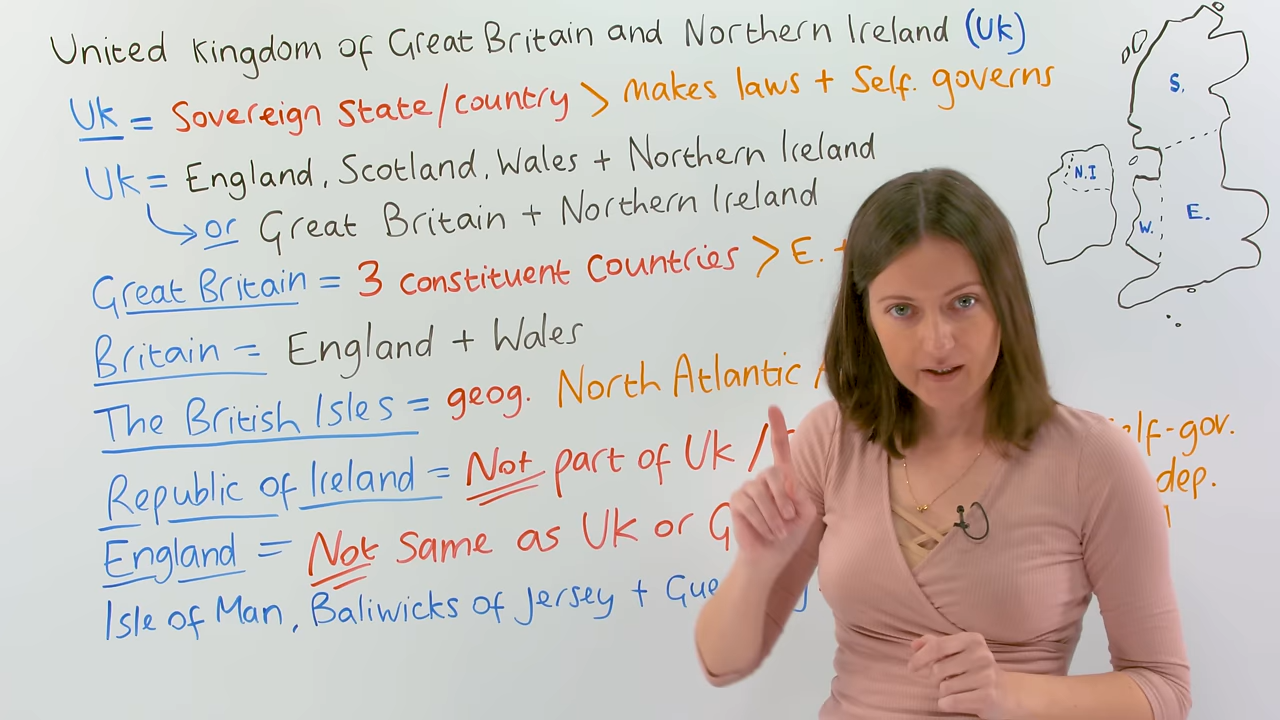 United Kingdom of Great Britain and Northern Ireland (Uk)
Uk = Sovereign State/country > makes laws + Self. governs
Uk = England, Scotland, Wales + Northern Ireland
or Great Britain + Northern Ireland
Great Britain = 3 constituent Countries > E. +
Britain = England + Wales
The British Isles = geog. North Atlantic
Republic of Ireland = Not part of Uk /
England = Not Same as Uk or
Isle of Man, Baliwicks of Jersey + Gue
elf-gov.
dep.
S.
N.I
W.
E.